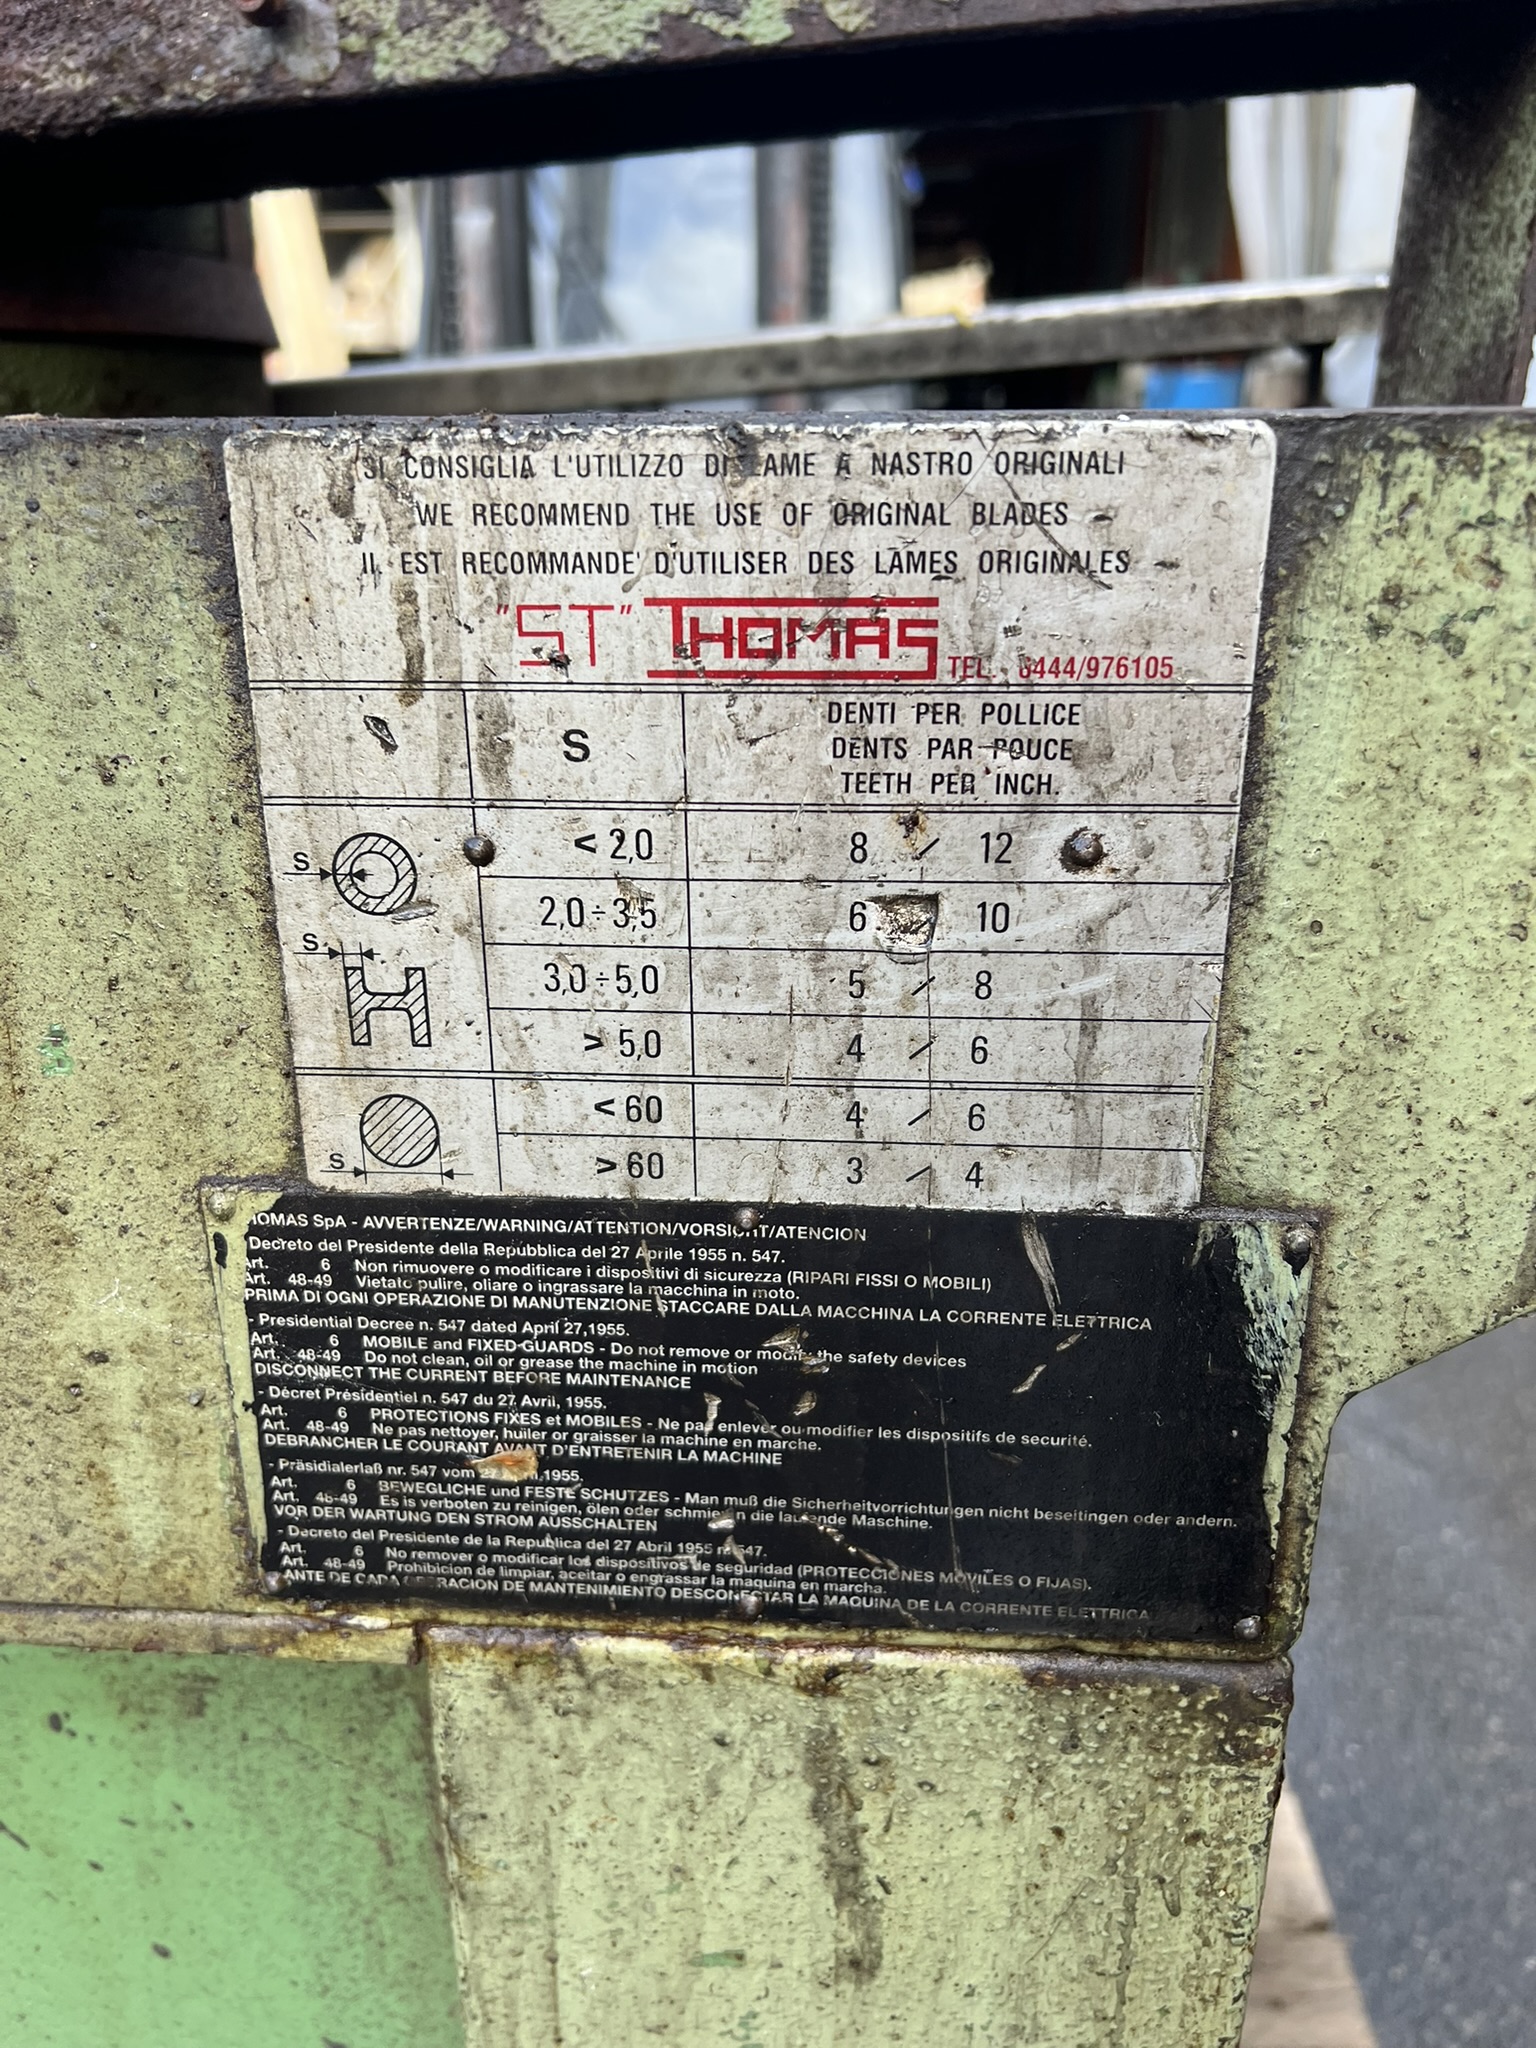 SI CONSIGLIA L'UTILIZZO DI LAME A NASTRO ORIGINALI
WE RECOMMEND THE USE OF ORIGINAL BLADES
IL EST RECOMMANDE' D'UTILISER DES LAMES ORIGINALES
"ST" THOMAS TEL. 0444/976105
S
DENTI PER POLLICE
DENTS PAR POUCE
TEETH PER INCH.
S
< 2,0 8 / 12
2,0 ÷ 3,5 6 10
S
3,0 ÷ 5,0 5 / 8
> 5,0 4 / 6
< 60 4 / 6
S
> 60 3 / 4
HOMAS SpA - AVVERTENZE/WARNING/ATTENTION/VORSICHT/ATENCION
Decreto del Presidente della Repubblica del 27 Aprile 1955 n. 547.
Art. 6 Non rimuovere o modificare i dispositivi di sicurezza (RIPARI FISSI O MOBILI)
Art. 48-49 Vietato pulire, oliare o ingrassare la macchina in moto.
PRIMA DI OGNI OPERAZIONE DI MANUTENZIONE STACCARE DALLA MACCHINA LA CORRENTE ELETTRICA
- Presidential Decree n. 547 dated April 27,1955.
Art. 6 MOBILE and FIXED GUARDS - Do not remove or modify the safety devices
Art. 48-49 Do not clean, oil or grease the machine in motion
DISCONNECT THE CURRENT BEFORE MAINTENANCE
- Décret Présidentiel n. 547 du 27 Avril, 1955.
Art. 6 PROTECTIONS FIXES et MOBILES - Ne pas enlever ou modifier les dispositifs de securité.
Art. 48-49 Ne pas nettoyer, huiler or graisser la machine en marche.
DEBRANCHER LE COURANT AVANT D'ENTRETENIR LA MACHINE
- Präsidialerlaß nr. 547 vom 27 1955.
Art. 6 BEWEGLICHE und FESTE SCHUTZES - Man muß die Sicherheitvorrichtungen nicht beseitingen oder andern.
Art. 48-49 Es is verboten zu reinigen, ölen oder schmieren die laufende Maschine.
VOR DER WARTUNG DEN STROM AUSSCHALTEN
- Decreto del Presidente de la Republica del 27 Abril 1955 n. 547.
Art. 6 No remover o modificar los dispositivos de seguridad (PROTECCIONES MOVILES O FIJAS).
Art. 48-49 Prohibicion de limpiar, aceitar o engrassar la maquina en marcha.
ANTE DE CADA OPERACION DE MANTENIMIENTO DESCONECTAR LA MAQUINA DE LA CORRENTE ELETTRICA